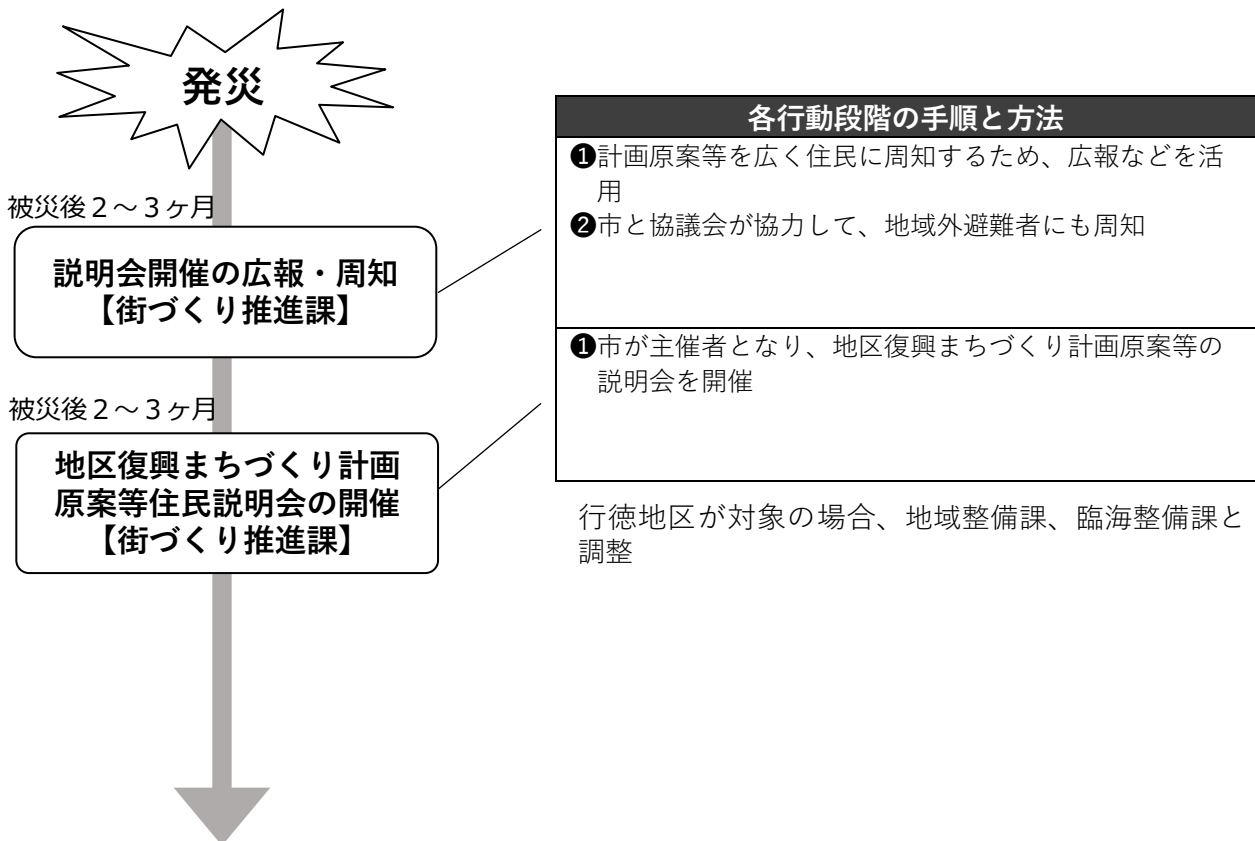 発災
被災後２～３ヶ月
説明会開催の広報・周知
【街づくり推進課】
被災後２～３ヶ月
地区復興まちづくり計画
原案等住民説明会の開催
【街づくり推進課】
各行動段階の手順と方法
❶計画原案等を広く住民に周知するため、広報などを活
用
❷市と協議会が協力して、地域外避難者にも周知
❶市が主催者となり、地区復興まちづくり計画原案等の
説明会を開催
行徳地区が対象の場合、地域整備課、臨海整備課と
調整